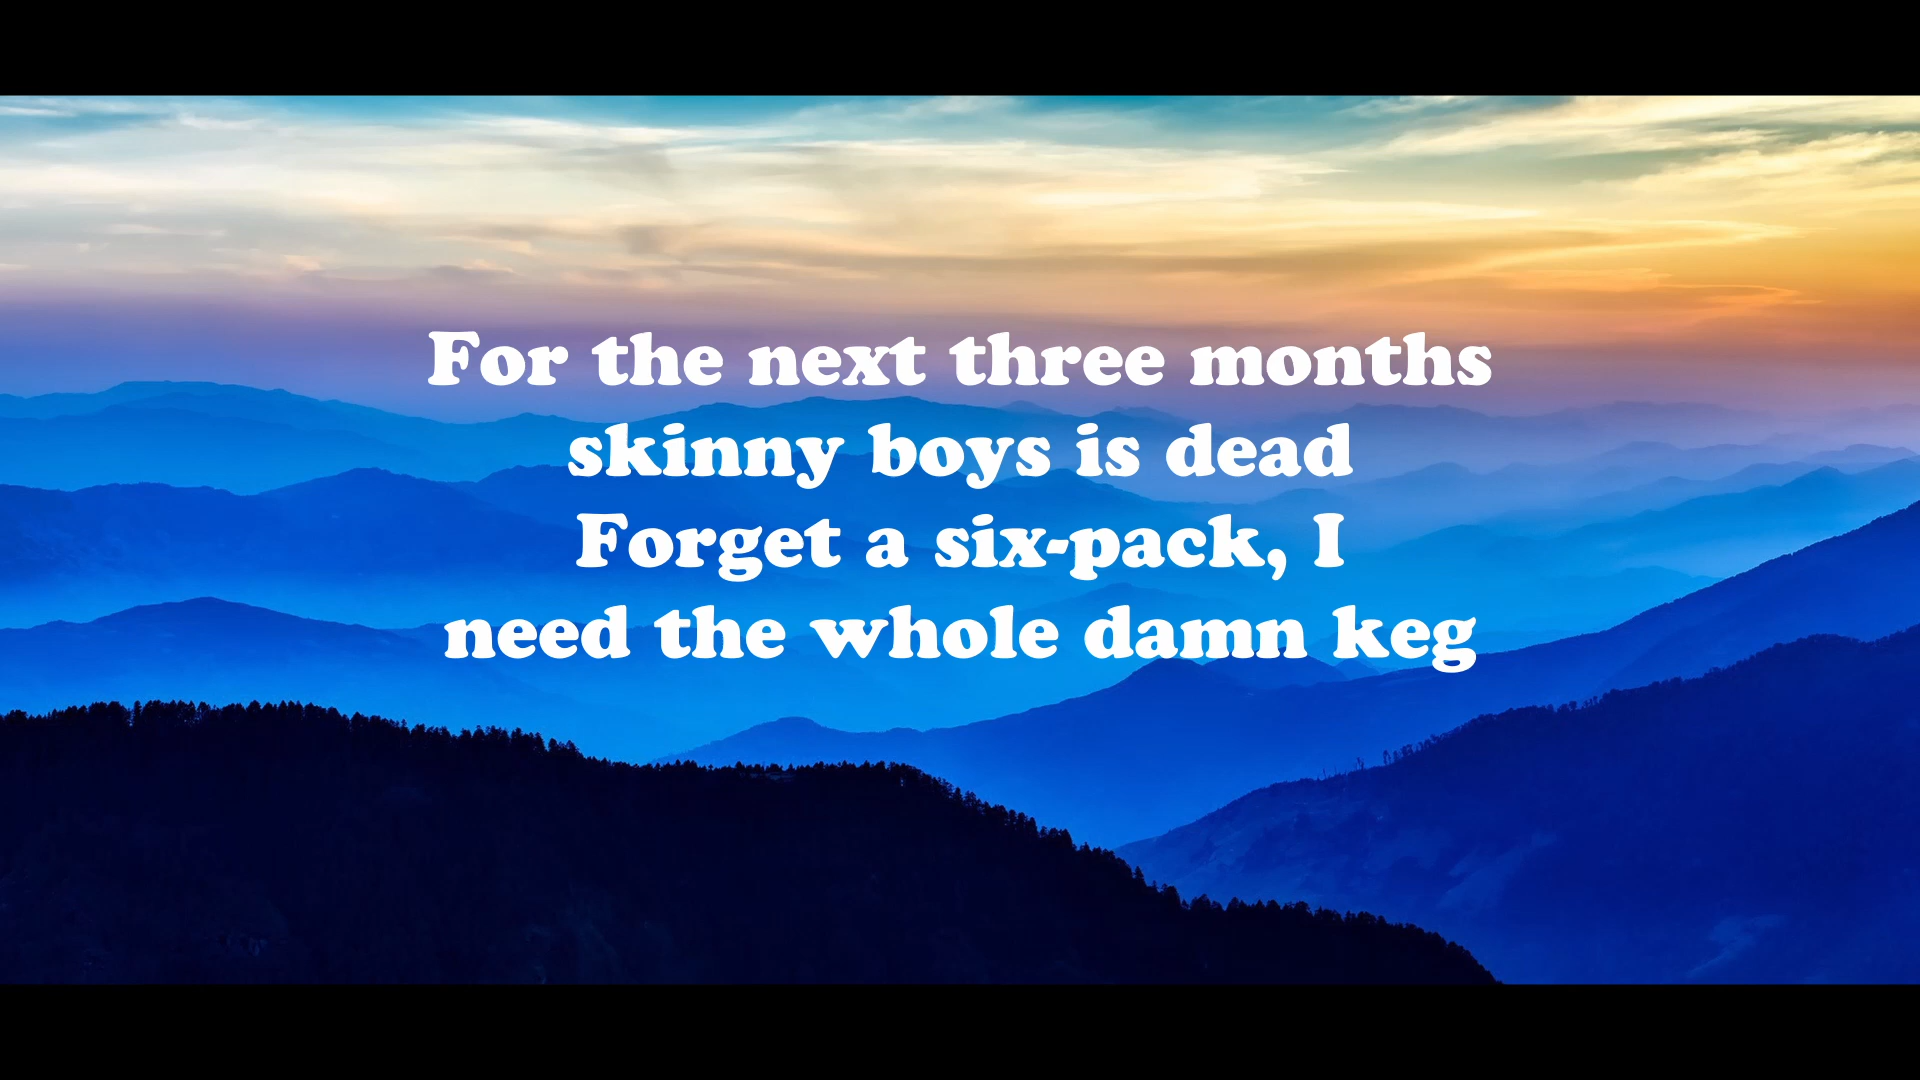 For the next three months
skinny boys is dead
Forget a six-pack, I
need the whole damn keg